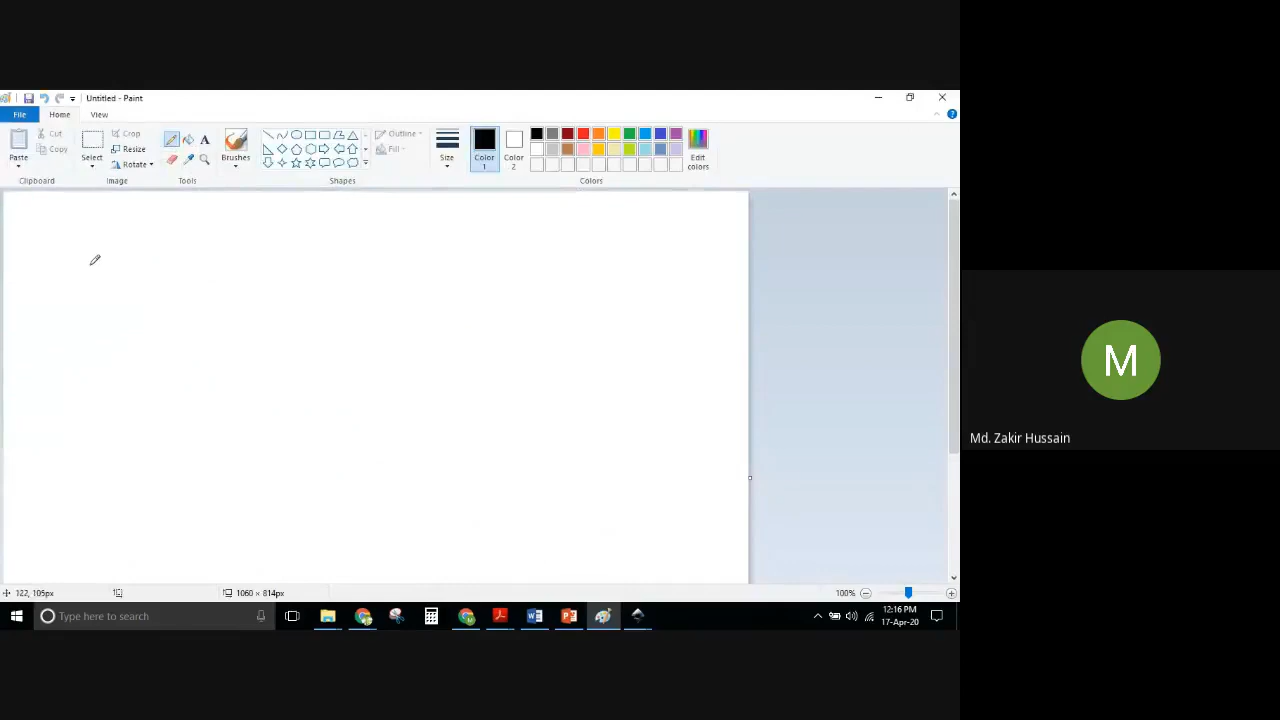 Untitled - Paint
File Home View
Paste Cut Copy Clipboard
Select Crop Resize Rotate Image
A Tools
Brushes
Outline Fill Shapes
Size
Color 1 Color 2 Edit colors Colors
M
Md. Zakir Hussain
122, 105px 1060 × 814px 100%
Type here to search 12:16 PM
17-Apr-20